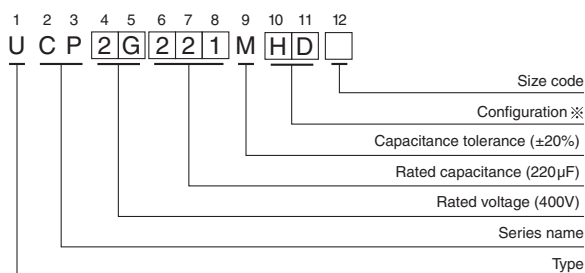 1 2 3 4 5 6 7 8 9 10 11 12
U C P 2 G 2 2 1 M H D
Size code
Configuration ※
Capacitance tolerance (±20%)
Rated capacitance (220μF)
Rated voltage (400V)
Series name
Type